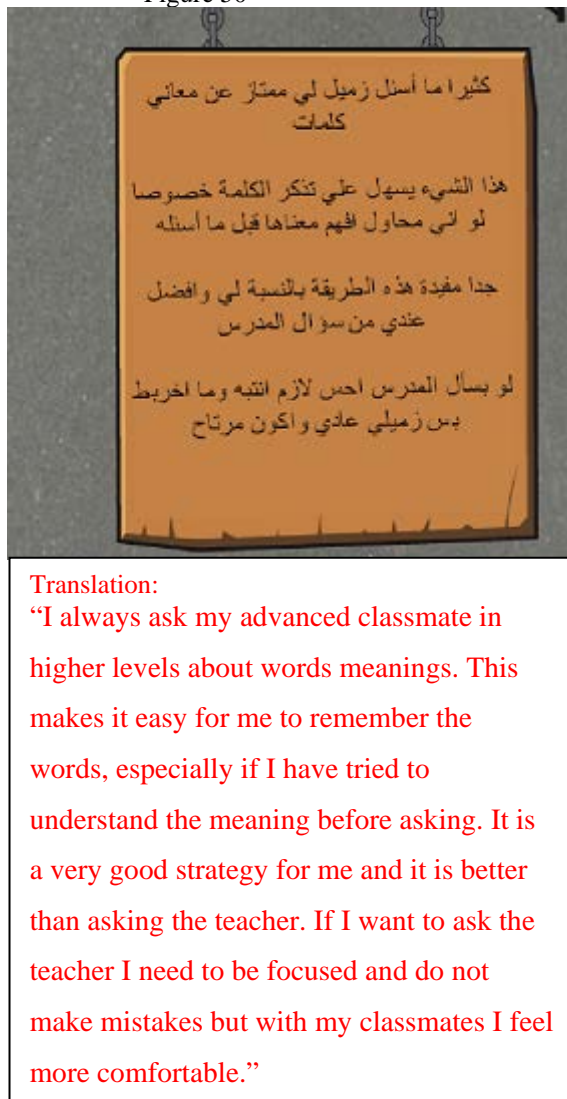 Figure 30
كثيرا ما أسئل زميل لي ممتاز عن معاني
كلمات
هذا الشيء يسهل علي تذكر الكلمة خصوصا
لو اني محاول افهم معناها قبل ما أسئله
جدا مفيدة هذه الطريقة بالنسبة لي وافضل
عندي من سؤال المدرس
لو بسأل المدرس احس لازم انتبه وما اخربط
بس زميلي عادي واكون مرتاح
Translation:
“I always ask my advanced classmate in
higher levels about words meanings. This
makes it easy for me to remember the
words, especially if I have tried to
understand the meaning before asking. It is
a very good strategy for me and it is better
than asking the teacher. If I want to ask the
teacher I need to be focused and do not
make mistakes but with my classmates I feel
more comfortable.”